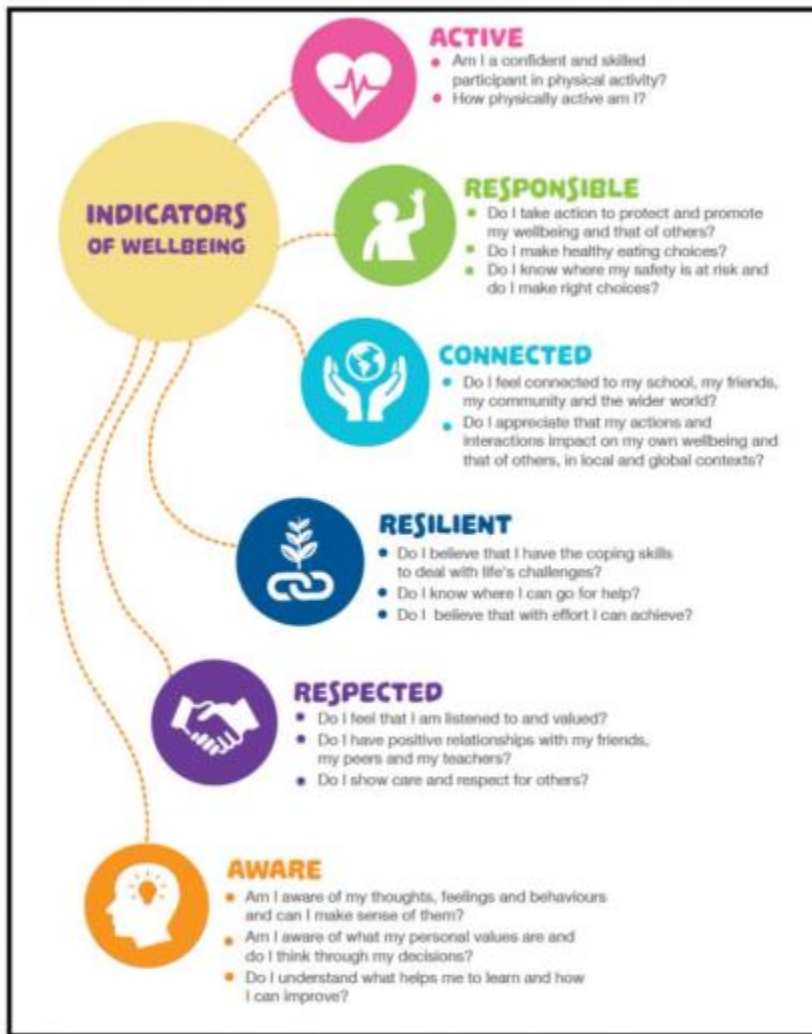 ACTIVE
Am I a confident and skilled
participant in physical activity?
How physically active am I?
INDICATORS
OF WELLBEING
RESPONSIBLE
Do I take action to protect and promote
my wellbeing and that of others?
Do I make healthy eating choices?
Do I know where my safety is at risk and
do I make right choices?
CONNECTED
Do I feel connected to my school, my friends,
my community and the wider world?
Do I appreciate that my actions and
interactions impact on my own wellbeing and
that of others, in local and global contexts?
RESILIENT
Do I believe that I have the coping skills
to deal with life's challenges?
Do I know where I can go for help?
Do I believe that with effort I can achieve?
RESPECTED
Do I feel that I am listened to and valued?
Do I have positive relationships with my friends,
my peers and my teachers?
Do I show care and respect for others?
AWARE
Am I aware of my thoughts, feelings and behaviours
and can I make sense of them?
Am I aware of what my personal values are and
do I think through my decisions?
Do I understand what helps me to learn and how
I can improve?